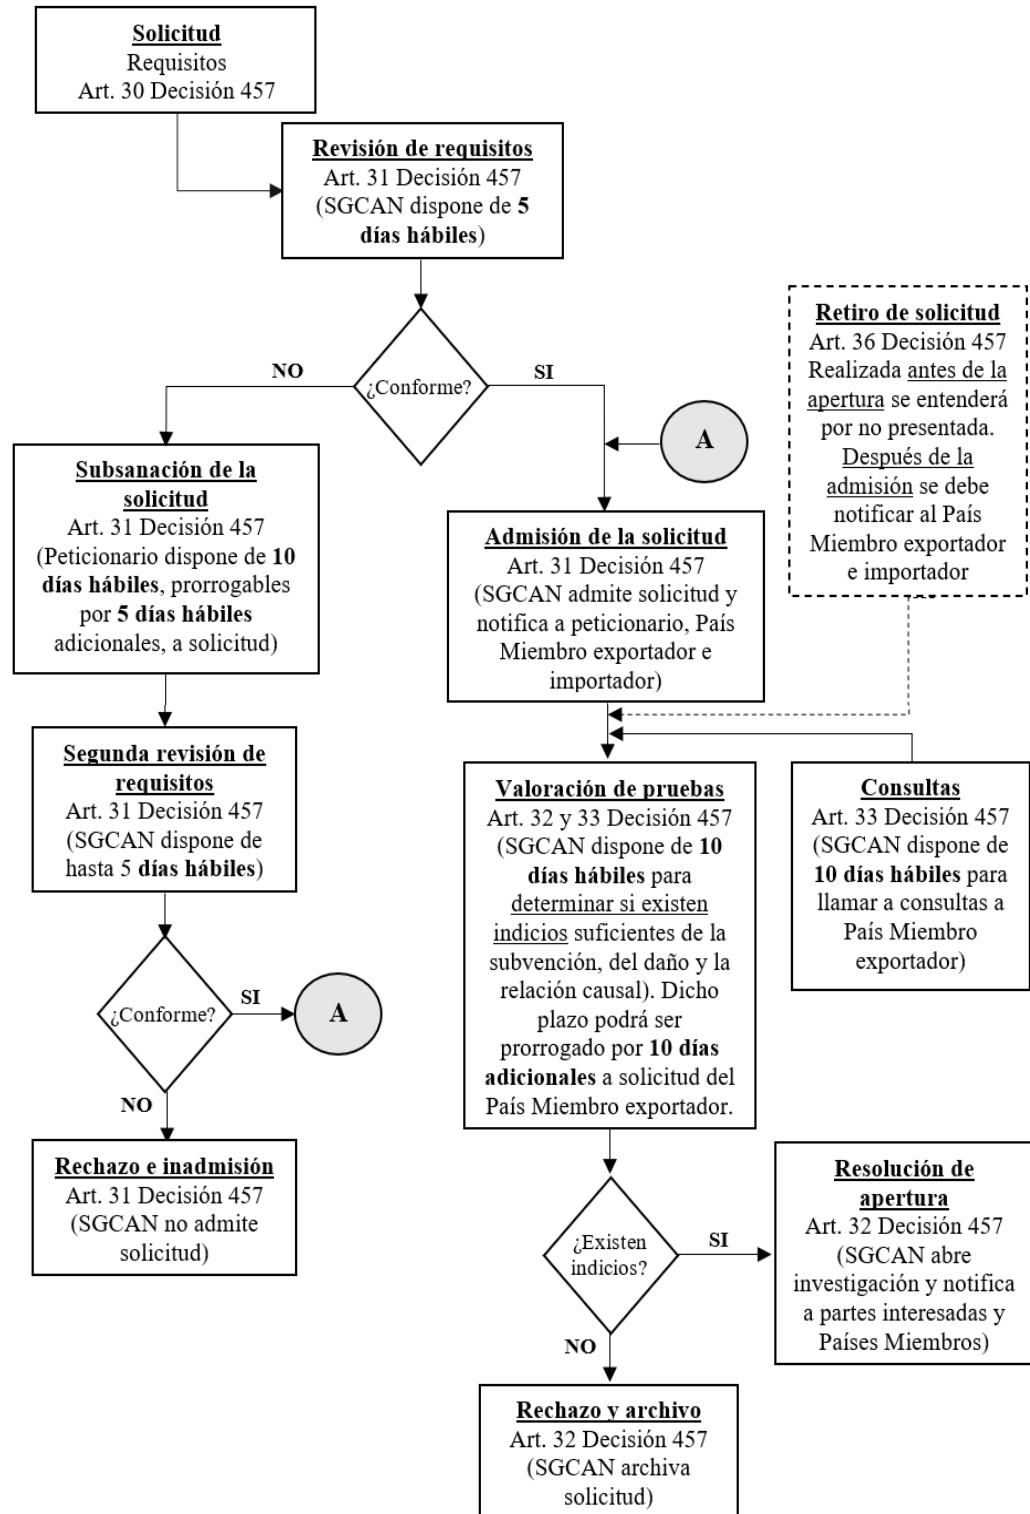 Solicitud
Requisitos
Art. 30 Decisión 457
Revisión de requisitos
Art. 31 Decisión 457
(SGCAN dispone de 5
días hábiles)
¿Conforme?
NO
SI
A
Retiro de solicitud
Art. 36 Decisión 457
Realizada antes de la
apertura se entenderá
por no presentada.
Después de la
admisión se debe
notificar al País
Miembro exportador
e importador
Subsanación de la
solicitud
Art. 31 Decisión 457
(Peticionario dispone de 10
días hábiles, prorrogables
por 5 días hábiles
adicionales, a solicitud)
Admisión de la solicitud
Art. 31 Decisión 457
(SGCAN admite solicitud y
notifica a peticionario, País
Miembro exportador e
importador)
Segunda revisión de
requisitos
Art. 31 Decisión 457
(SGCAN dispone de
hasta 5 días hábiles)
Valoración de pruebas
Art. 32 y 33 Decisión 457
(SGCAN dispone de 10
días hábiles para
determinar si existen
indicios suficientes de la
subvención, del daño y la
relación causal). Dicho
plazo podrá ser
prorrogado por 10 días
adicionales a solicitud del
País Miembro exportador.
Consultas
Art. 33 Decisión 457
(SGCAN dispone de
10 días hábiles para
llamar a consultas a
País Miembro
exportador)
¿Conforme?
SI
A
NO
Rechazo e inadmisión
Art. 31 Decisión 457
(SGCAN no admite
solicitud)
¿Existen
indicios?
SI
NO
Resolución de
apertura
Art. 32 Decisión 457
(SGCAN abre
investigación y notifica
a partes interesadas y
Países Miembros)
Rechazo y archivo
Art. 32 Decisión 457
(SGCAN archiva
solicitud)